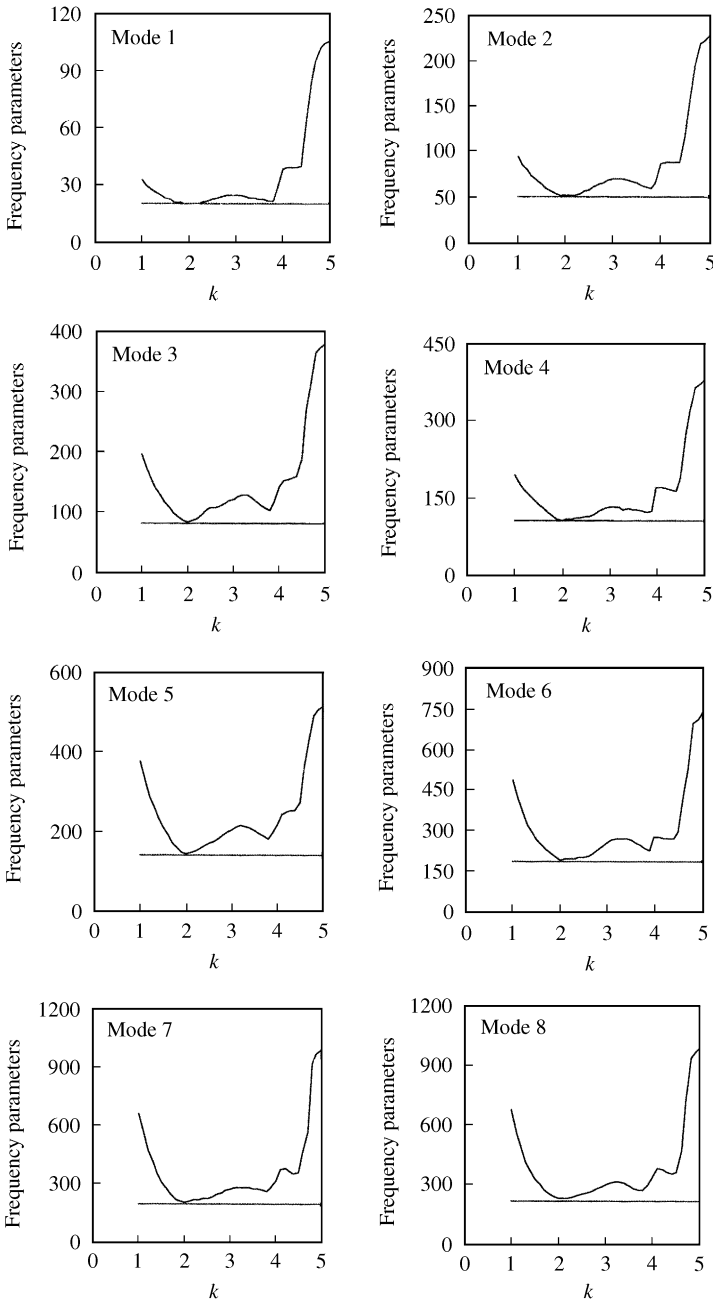 Mode 1
Frequency parameters
120
90
60
30
0
0 1 2 3 4 5
k
Mode 2
Frequency parameters
250
200
150
100
50
0
0 1 2 3 4 5
k
Mode 3
Frequency parameters
400
300
200
100
0
0 1 2 3 4 5
k
Mode 4
Frequency parameters
450
300
150
0
0 1 2 3 4 5
k
Mode 5
Frequency parameters
600
400
200
0
0 1 2 3 4 5
k
Mode 6
Frequency parameters
900
750
600
450
300
150
0
0 1 2 3 4 5
k
Mode 7
Frequency parameters
1200
900
600
300
0
0 1 2 3 4 5
k
Mode 8
Frequency parameters
1200
900
600
300
0
0 1 2 3 4 5
k